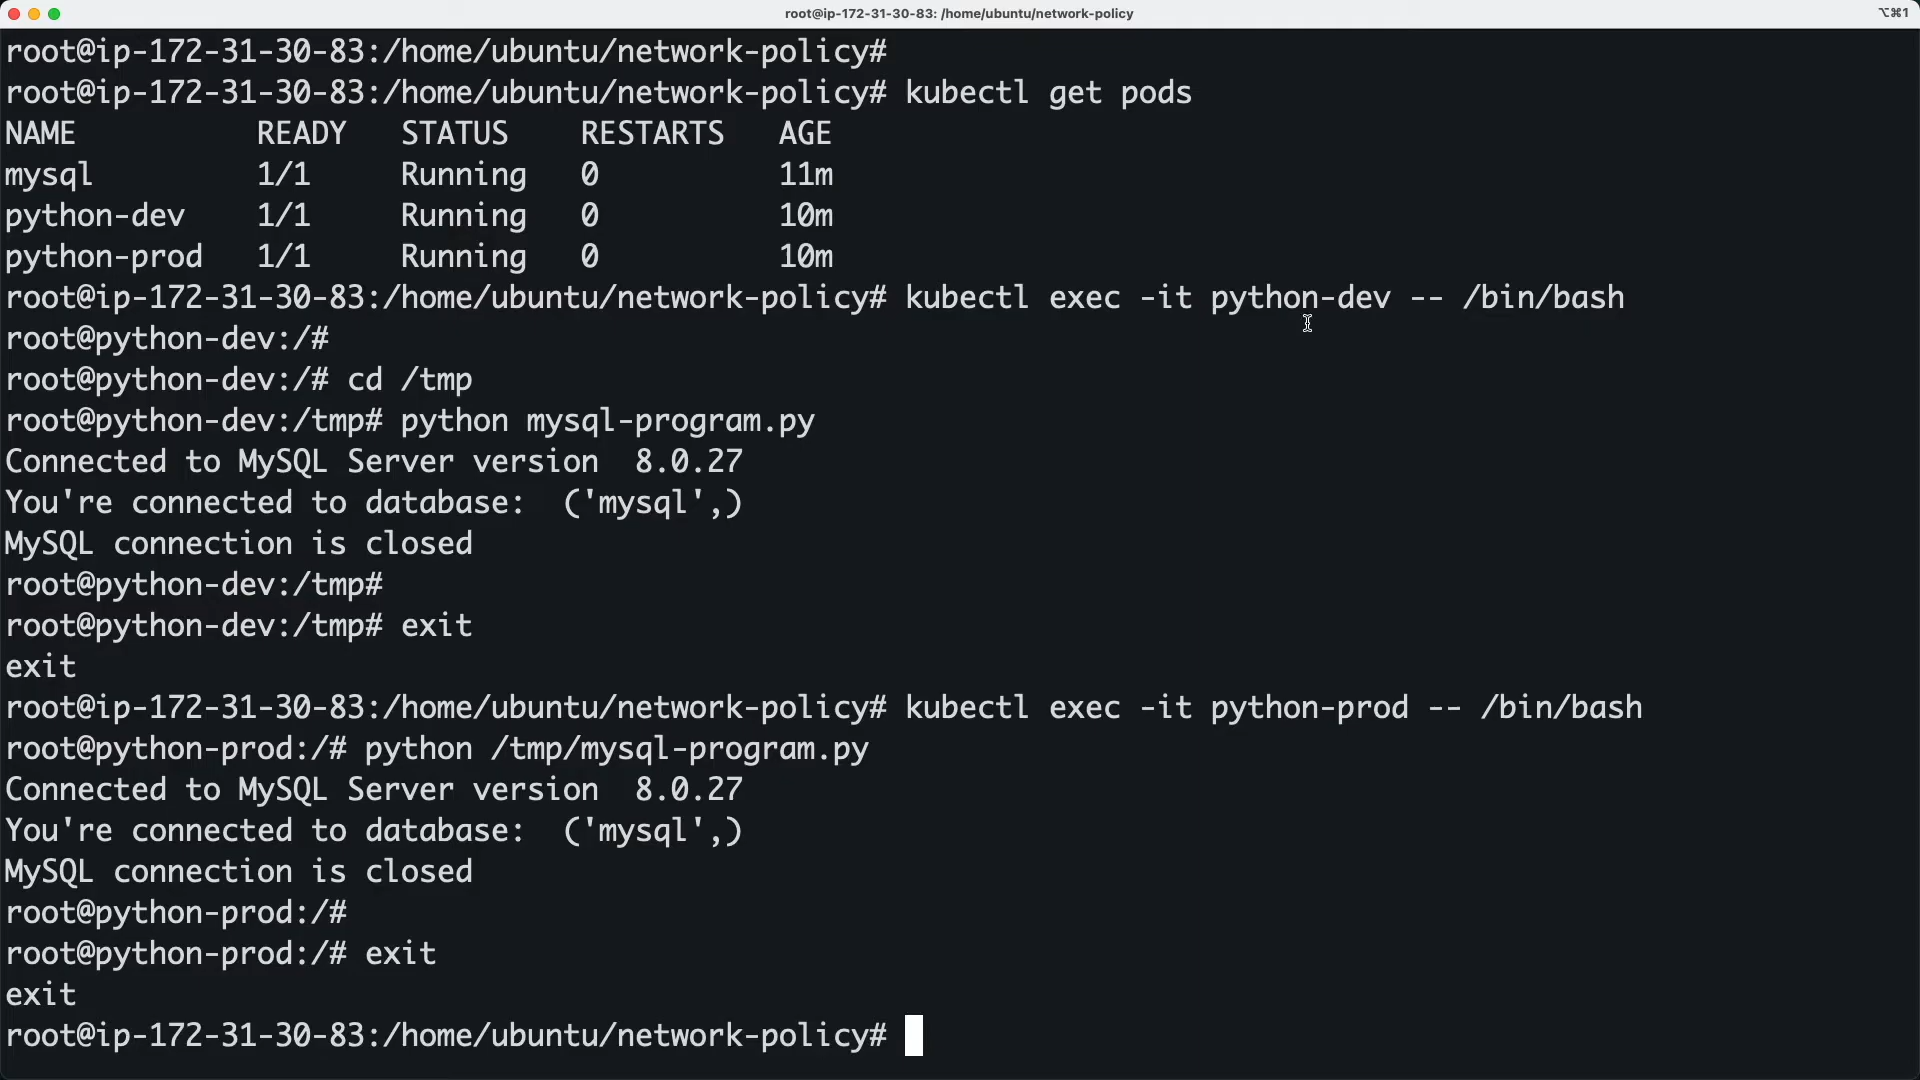 root@ip-172-31-30-83: /home/ubuntu/network-policy
⌥⌘1
root@ip-172-31-30-83:/home/ubuntu/network-policy#
root@ip-172-31-30-83:/home/ubuntu/network-policy# kubectl get pods
NAME          READY   STATUS    RESTARTS   AGE
mysql         1/1     Running   0          11m
python-dev    1/1     Running   0          10m
python-prod   1/1     Running   0          10m
root@ip-172-31-30-83:/home/ubuntu/network-policy# kubectl exec -it python-dev -- /bin/bash
root@python-dev:/#
root@python-dev:/# cd /tmp
root@python-dev:/tmp# python mysql-program.py
Connected to MySQL Server version  8.0.27
You're connected to database:  ('mysql',)
MySQL connection is closed
root@python-dev:/tmp#
root@python-dev:/tmp# exit
exit
root@ip-172-31-30-83:/home/ubuntu/network-policy# kubectl exec -it python-prod -- /bin/bash
root@python-prod:/# python /tmp/mysql-program.py
Connected to MySQL Server version  8.0.27
You're connected to database:  ('mysql',)
MySQL connection is closed
root@python-prod:/#
root@python-prod:/# exit
exit
root@ip-172-31-30-83:/home/ubuntu/network-policy#